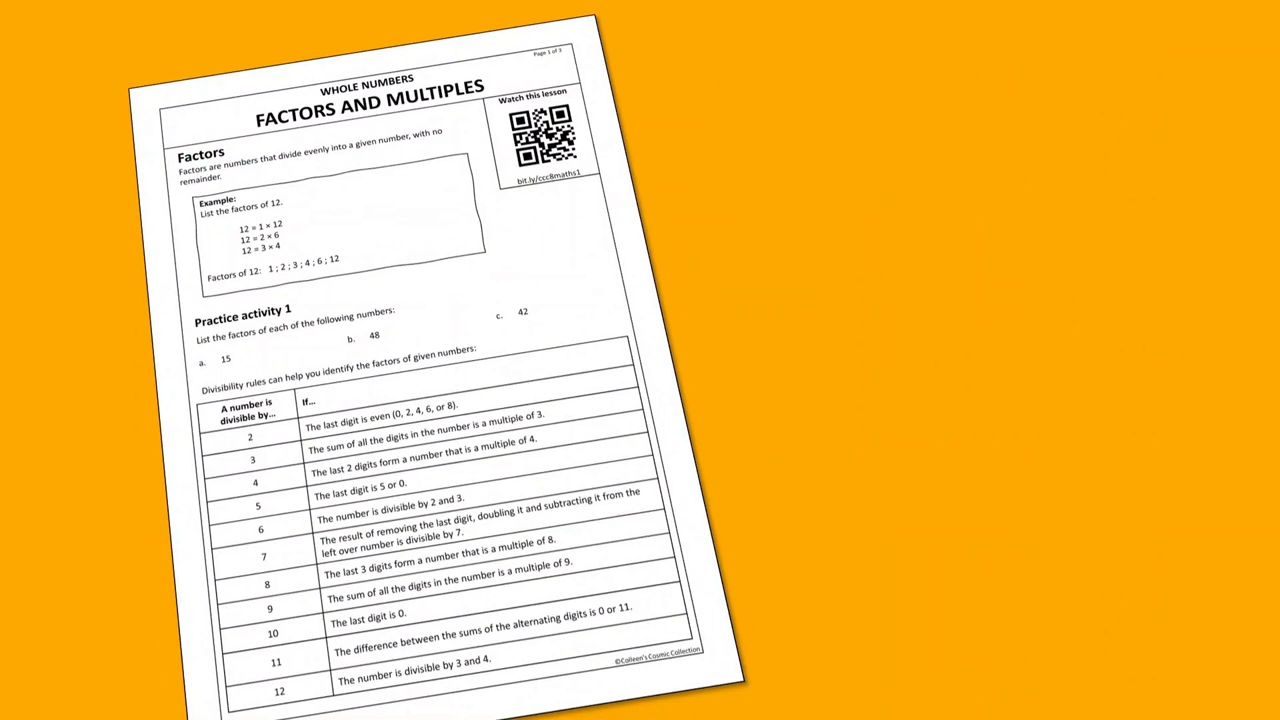 Page 1 of 3
WHOLE NUMBERS
FACTORS AND MULTIPLES
Watch this lesson
bit.ly/ccc8maths1
Factors
Factors are numbers that divide evenly into a given number, with no
remainder.
Example:
List the factors of 12.
12 = 1 × 12
12 = 2 × 6
12 = 3 × 4
Factors of 12: 1 ; 2 ; 3 ; 4 ; 6 ; 12
Practice activity 1
List the factors of each of the following numbers:
a. 15 b. 48 c. 42
Divisibility rules can help you identify the factors of given numbers:
A number is
divisible by...
If...
2 The last digit is even (0, 2, 4, 6, or 8).
3 The sum of all the digits in the number is a multiple of 3.
4 The last 2 digits form a number that is a multiple of 4.
5 The last digit is 5 or 0.
6 The number is divisible by 2 and 3.
7 The result of removing the last digit, doubling it and subtracting it from the
left over number is divisible by 7.
8 The last 3 digits form a number that is a multiple of 8.
9 The sum of all the digits in the number is a multiple of 9.
10 The last digit is 0.
11 The difference between the sums of the alternating digits is 0 or 11.
12 The number is divisible by 3 and 4.
©Colleen's Cosmic Collection